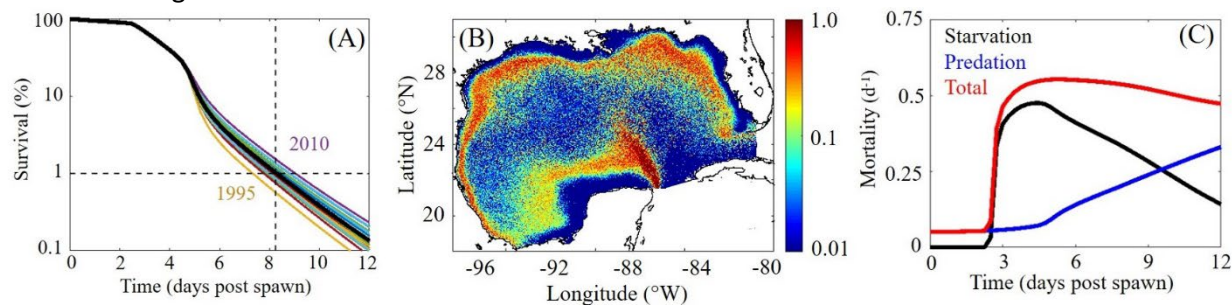 100
10
1
0.1
Survival (%)
(A)
2010
1995
0 2 4 6 8 10 12
Time (days post spawn)
(B)
28
26
24
22
20
Latitude (°N)
-96 -92 -88 -84 -80
Longitude (°W)
1.0
0.1
0.01
(C)
Starvation
Predation
Total
0.75
0.5
0.25
0
Mortality (d⁻¹)
0 3 6 9 12
Time (days post spawn)